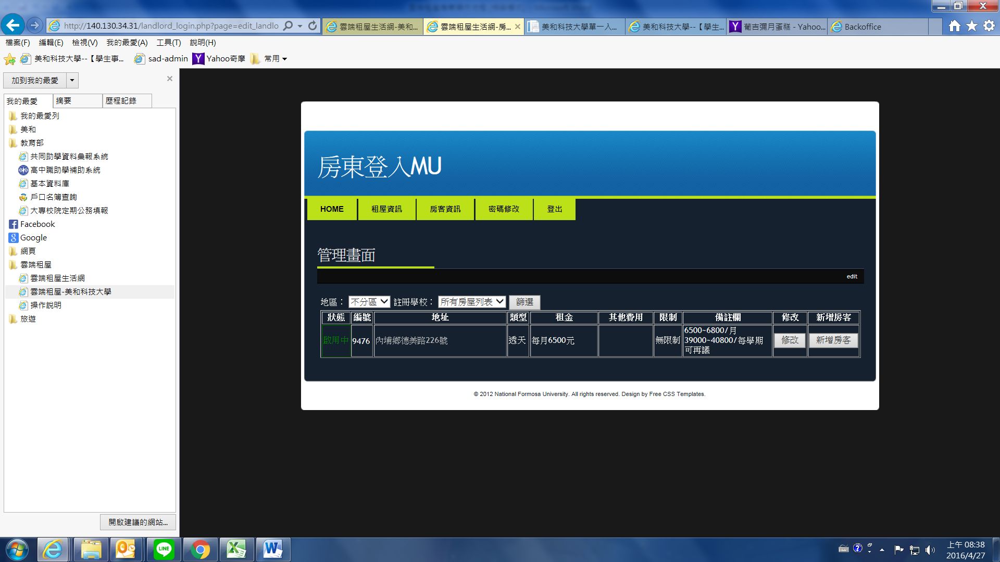 http://140.130.34.31/landlord_login.php?page=edit_landlo
雲端租屋生活網-美和...
雲端租屋生活網-房...
美和科技大學單一入...
美和科技大學--【學生...
葡吉彌月蛋糕 - Yahoo...
Backoffice
檔案(F) 編輯(E) 檢視(V) 我的最愛(A) 工具(T) 說明(H)
美和科技大學--【學生事... sad-admin Yahoo奇摩 常用
加到我的最愛
我的最愛 摘要 歷程記錄
我的最愛列
美和
教育部
共同助學資料彙報系統
高中職助學補助系統
基本資料庫
戶口名簿查詢
大專校院定期公務填報
Facebook
Google
網頁
雲端租屋
雲端租屋生活網
雲端租屋-美和科技大學
操作說明
旅遊
開啟建議的網站...
房東登入MU
HOME 租屋資訊 房客資訊 密碼修改 登出
管理畫面
edit
地區： 不分區 註冊學校： 所有房屋列表 篩選
狀態 編號 地址 類型 租金 其他費用 限制 備註欄 修改 新增房客
啟用中 9476 內埔鄉德美路226號 透天 每月6500元 無限制 6500~6800/月
39000~40800/每學期
可再議
修改 新增房客
© 2012 National Formosa University. All rights reserved. Design by Free CSS Templates.
LINE
上午 08:38
2016/4/27